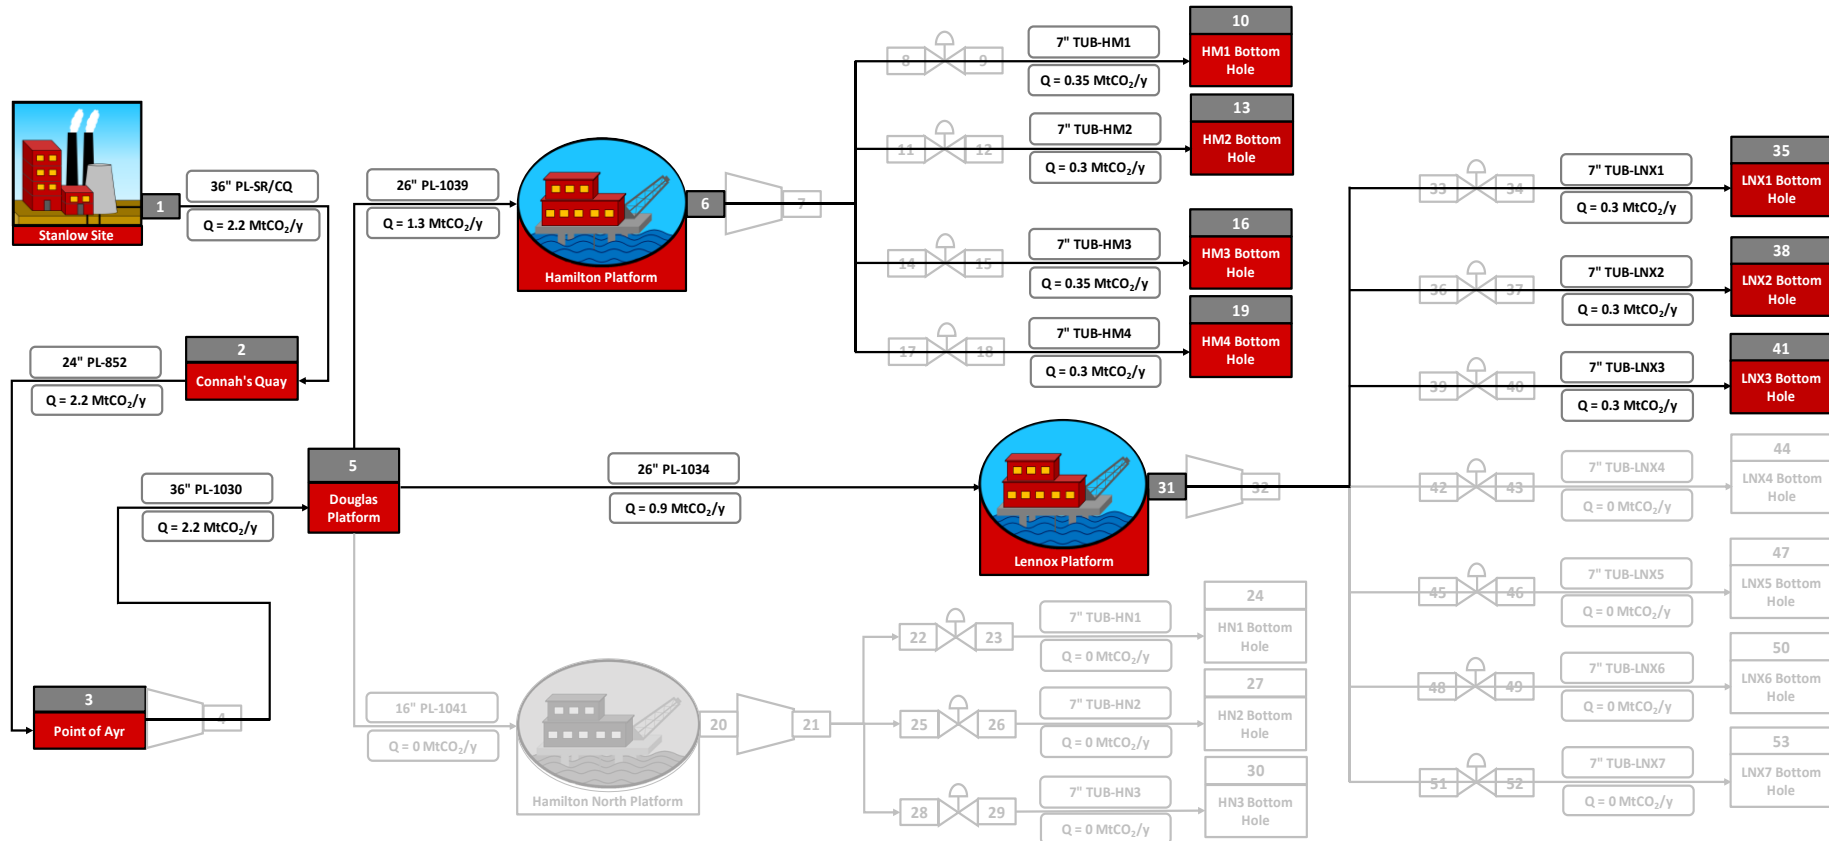 1
Stanlow Site
36" PL-SR/CQ
Q = 2.2 MtCO₂/y
2
Connah's Quay
24" PL-852
Q = 2.2 MtCO₂/y
3
Point of Ayr
4
36" PL-1030
Q = 2.2 MtCO₂/y
5
Douglas
Platform
26" PL-1039
Q = 1.3 MtCO₂/y
6
Hamilton Platform
7
8
9
7" TUB-HM1
Q = 0.35 MtCO₂/y
10
HM1 Bottom
Hole
11
12
7" TUB-HM2
Q = 0.3 MtCO₂/y
13
HM2 Bottom
Hole
14
15
7" TUB-HM3
Q = 0.35 MtCO₂/y
16
HM3 Bottom
Hole
17
18
7" TUB-HM4
Q = 0.3 MtCO₂/y
19
HM4 Bottom
Hole
26" PL-1034
Q = 0.9 MtCO₂/y
31
Lennox Platform
32
33
34
7" TUB-LNX1
Q = 0.3 MtCO₂/y
35
LNX1 Bottom
Hole
36
37
7" TUB-LNX2
Q = 0.3 MtCO₂/y
38
LNX2 Bottom
Hole
39
40
7" TUB-LNX3
Q = 0.3 MtCO₂/y
41
LNX3 Bottom
Hole
42
43
7" TUB-LNX4
Q = 0 MtCO₂/y
44
LNX4 Bottom
Hole
45
46
7" TUB-LNX5
Q = 0 MtCO₂/y
47
LNX5 Bottom
Hole
48
49
7" TUB-LNX6
Q = 0 MtCO₂/y
50
LNX6 Bottom
Hole
51
52
7" TUB-LNX7
Q = 0 MtCO₂/y
53
LNX7 Bottom
Hole
16" PL-1041
Q = 0 MtCO₂/y
Hamilton North Platform
20
21
22
23
7" TUB-HN1
Q = 0 MtCO₂/y
24
HN1 Bottom
Hole
25
26
7" TUB-HN2
Q = 0 MtCO₂/y
27
HN2 Bottom
Hole
28
29
7" TUB-HN3
Q = 0 MtCO₂/y
30
HN3 Bottom
Hole